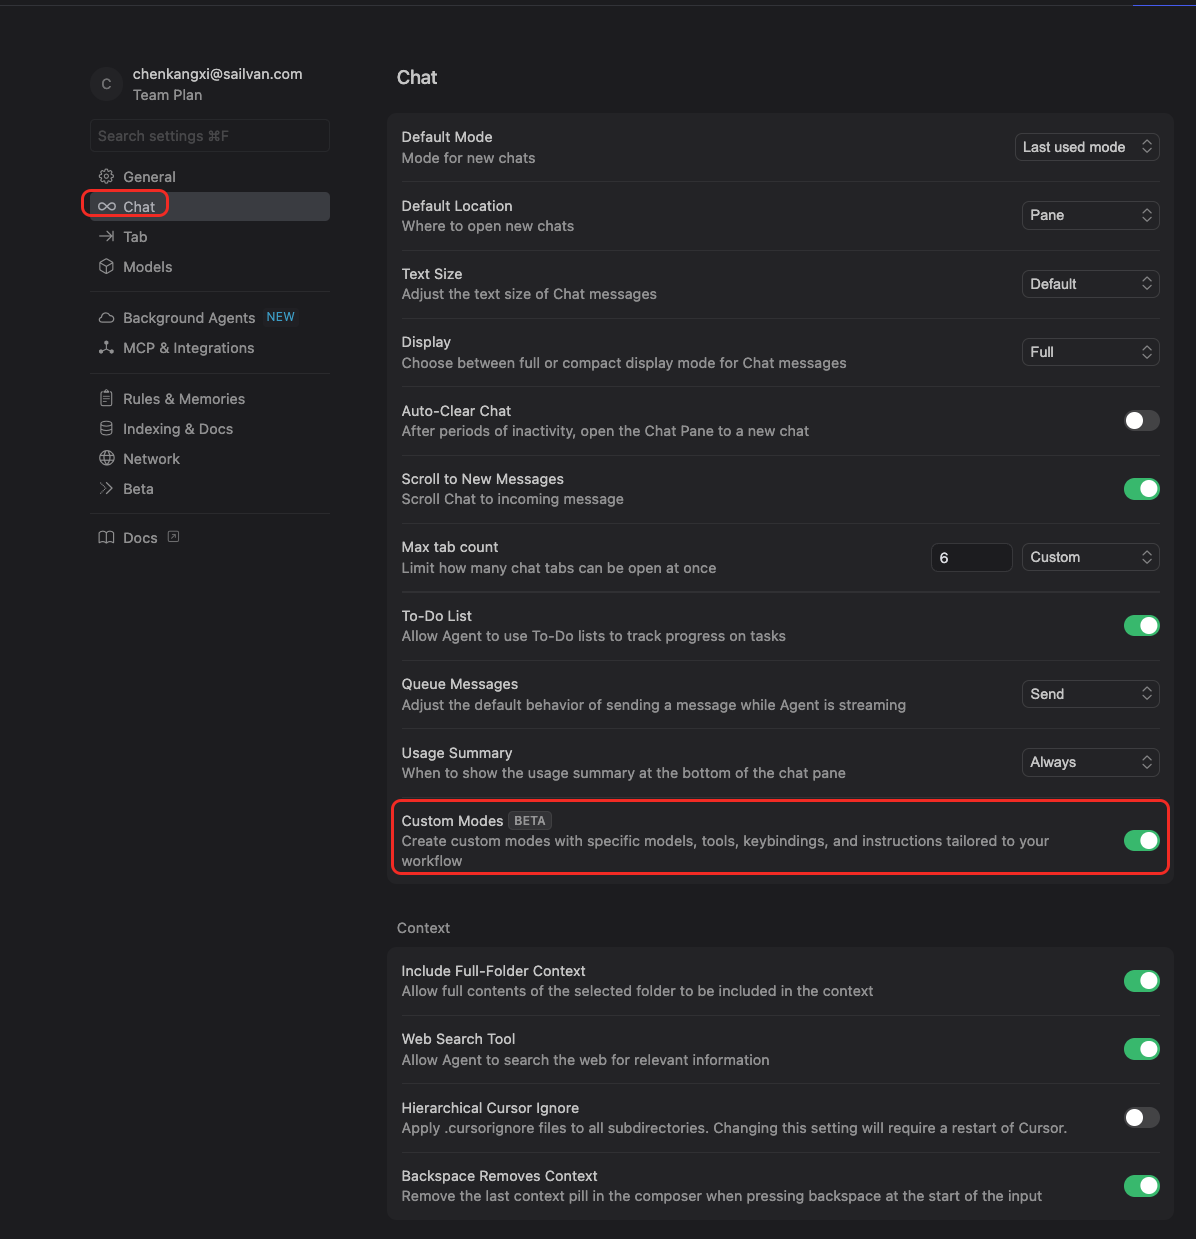 C
chenkangxi@sailvan.com
Team Plan
Search settings ⌘F
General
Chat
Tab
Models
Background Agents NEW
MCP & Integrations
Rules & Memories
Indexing & Docs
Network
Beta
Docs
Chat
Default Mode
Mode for new chats
Last used mode
Default Location
Where to open new chats
Pane
Text Size
Adjust the text size of Chat messages
Default
Display
Choose between full or compact display mode for Chat messages
Full
Auto-Clear Chat
After periods of inactivity, open the Chat Pane to a new chat
Scroll to New Messages
Scroll Chat to incoming message
Max tab count
Limit how many chat tabs can be open at once
6
Custom
To-Do List
Allow Agent to use To-Do lists to track progress on tasks
Queue Messages
Adjust the default behavior of sending a message while Agent is streaming
Send
Usage Summary
When to show the usage summary at the bottom of the chat pane
Always
Custom Modes BETA
Create custom modes with specific models, tools, keybindings, and instructions tailored to your
workflow
Context
Include Full-Folder Context
Allow full contents of the selected folder to be included in the context
Web Search Tool
Allow Agent to search the web for relevant information
Hierarchical Cursor Ignore
Apply .cursorignore files to all subdirectories. Changing this setting will require a restart of Cursor.
Backspace Removes Context
Remove the last context pill in the composer when pressing backspace at the start of the input